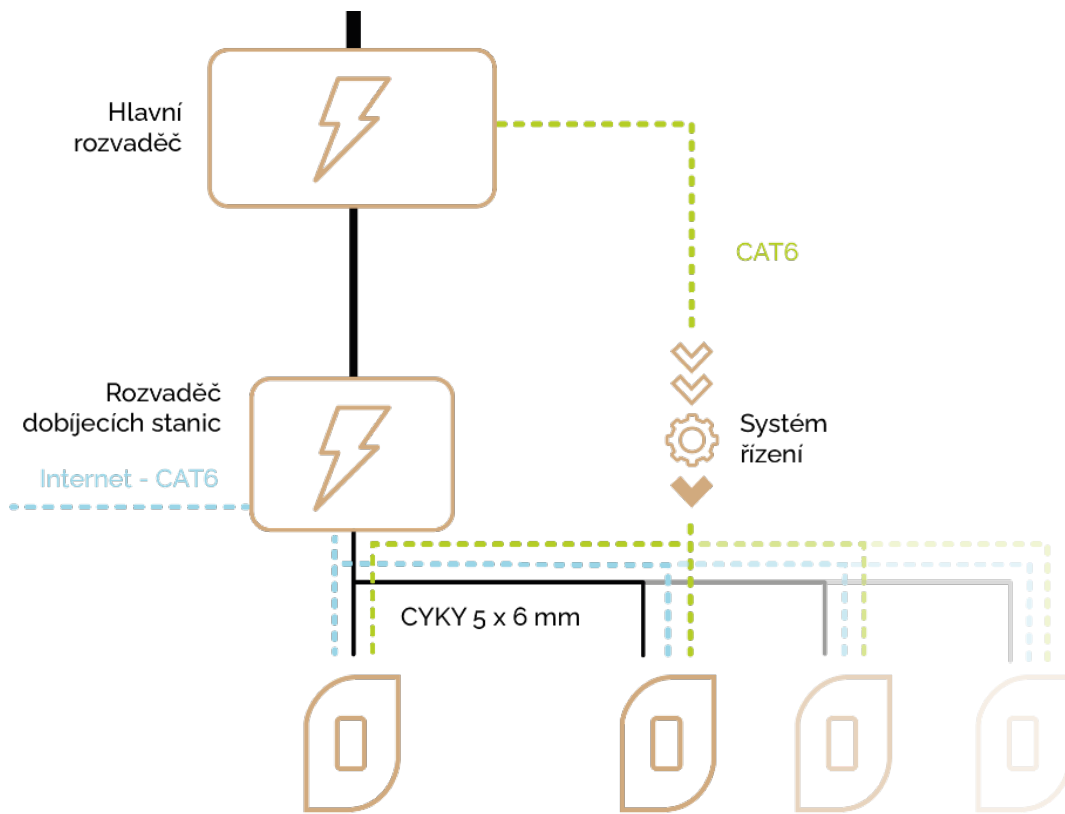 Hlavní
rozvaděč
CAT6
Rozvaděč
dobíjecích stanic
Systém
řízení
Internet - CAT6
CYKY 5 x 6 mm